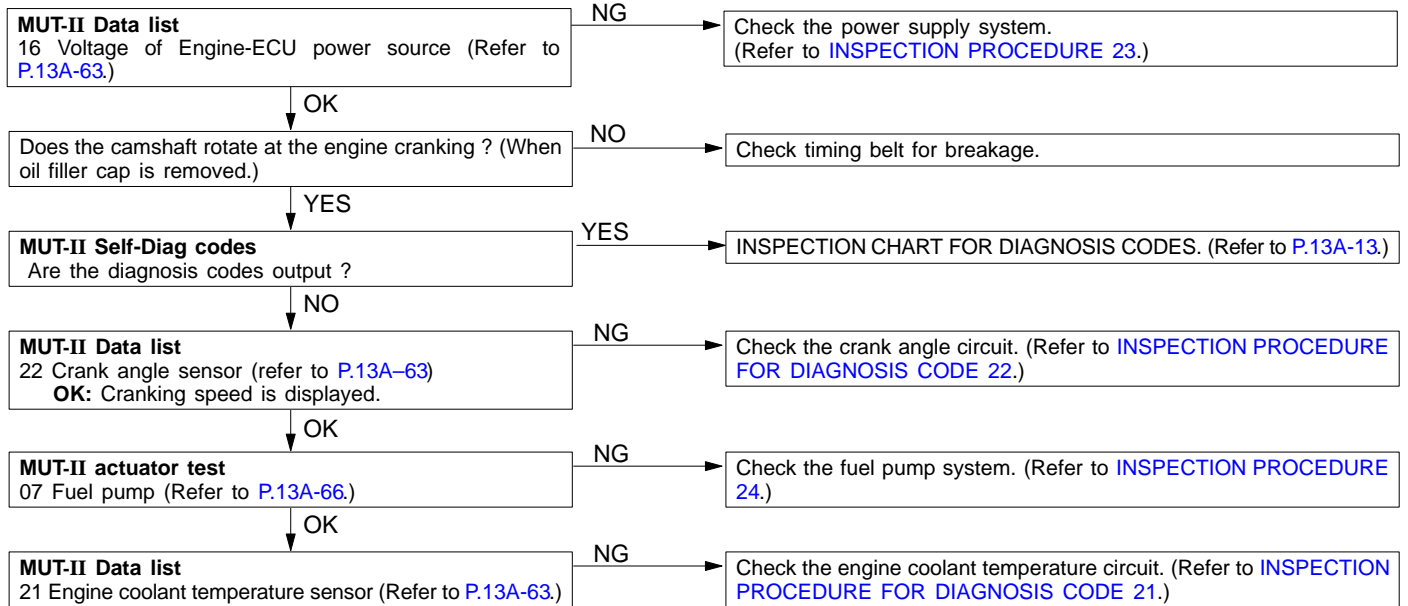 MUT-II Data list
16 Voltage of Engine-ECU power source (Refer to
P.13A-63.)
NG
Check the power supply system.
(Refer to INSPECTION PROCEDURE 23.)
OK
Does the camshaft rotate at the engine cranking ? (When
oil filler cap is removed.)
NO
Check timing belt for breakage.
YES
MUT-II Self-Diag codes
Are the diagnosis codes output ?
YES
INSPECTION CHART FOR DIAGNOSIS CODES. (Refer to P.13A-13.)
NO
MUT-II Data list
22 Crank angle sensor (refer to P.13A–63)
OK: Cranking speed is displayed.
NG
Check the crank angle circuit. (Refer to INSPECTION PROCEDURE
FOR DIAGNOSIS CODE 22.)
OK
MUT-II actuator test
07 Fuel pump (Refer to P.13A-66.)
NG
Check the fuel pump system. (Refer to INSPECTION PROCEDURE
24.)
OK
MUT-II Data list
21 Engine coolant temperature sensor (Refer to P.13A-63.)
NG
Check the engine coolant temperature circuit. (Refer to INSPECTION
PROCEDURE FOR DIAGNOSIS CODE 21.)